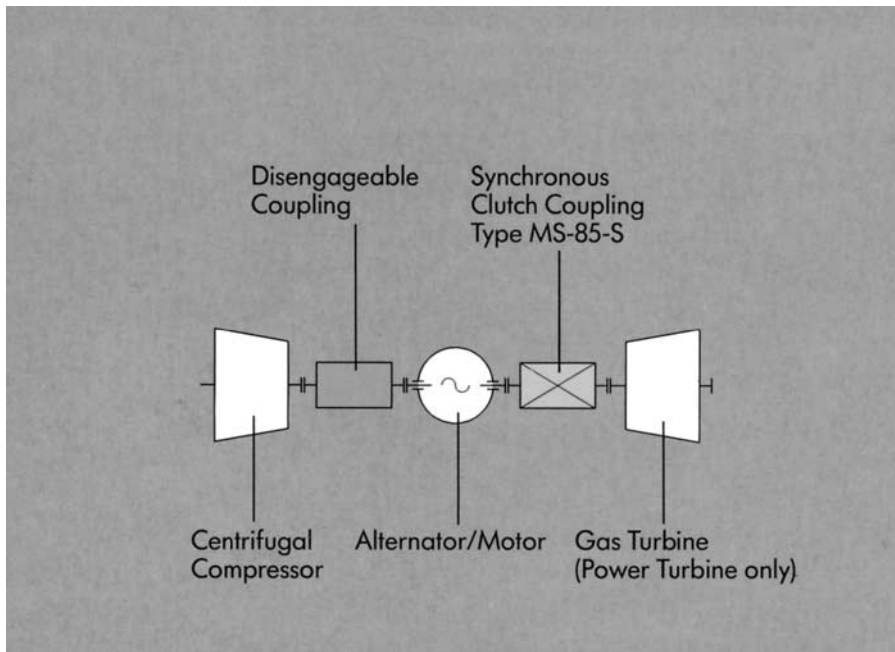 Disengageable
Coupling
Synchronous
Clutch Coupling
Type MS-85-S
Centrifugal
Compressor
Alternator/Motor
Gas Turbine
(Power Turbine only)